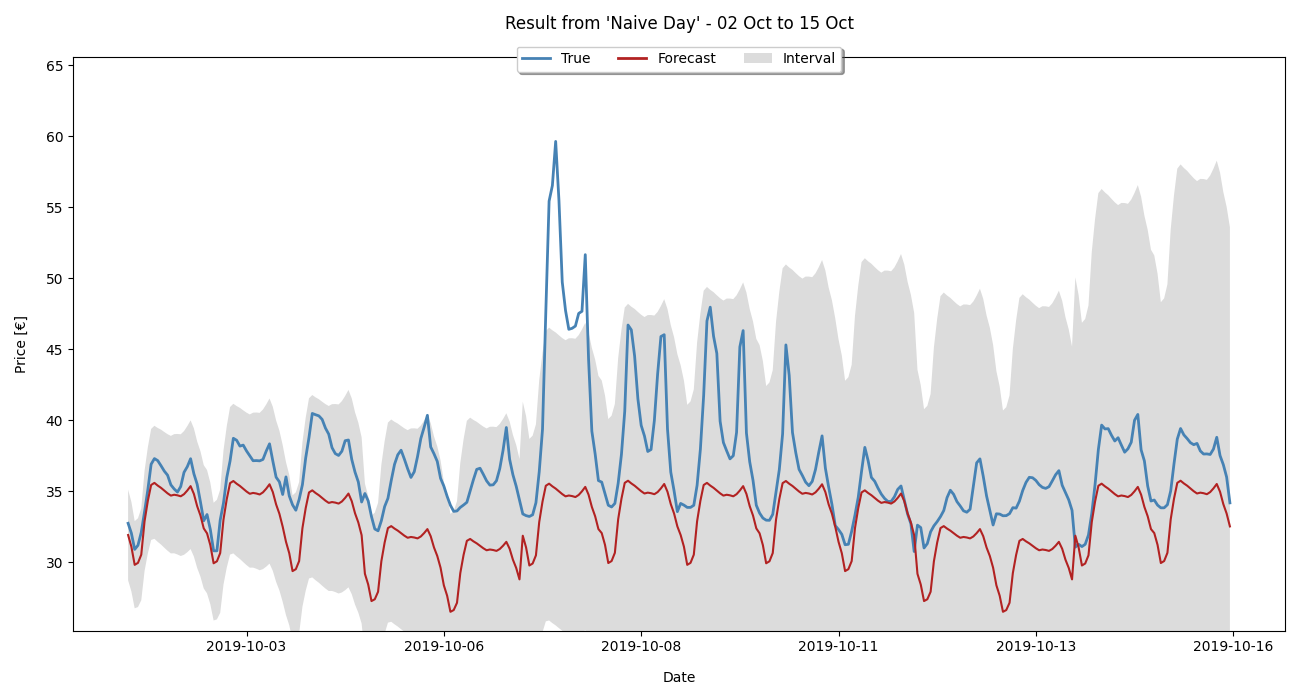 Result from 'Naive Day' - 02 Oct to 15 Oct
True Forecast Interval
65
60
55
50
45
40
35
30
Price [€]
2019-10-03 2019-10-06 2019-10-08 2019-10-11 2019-10-13 2019-10-16
Date